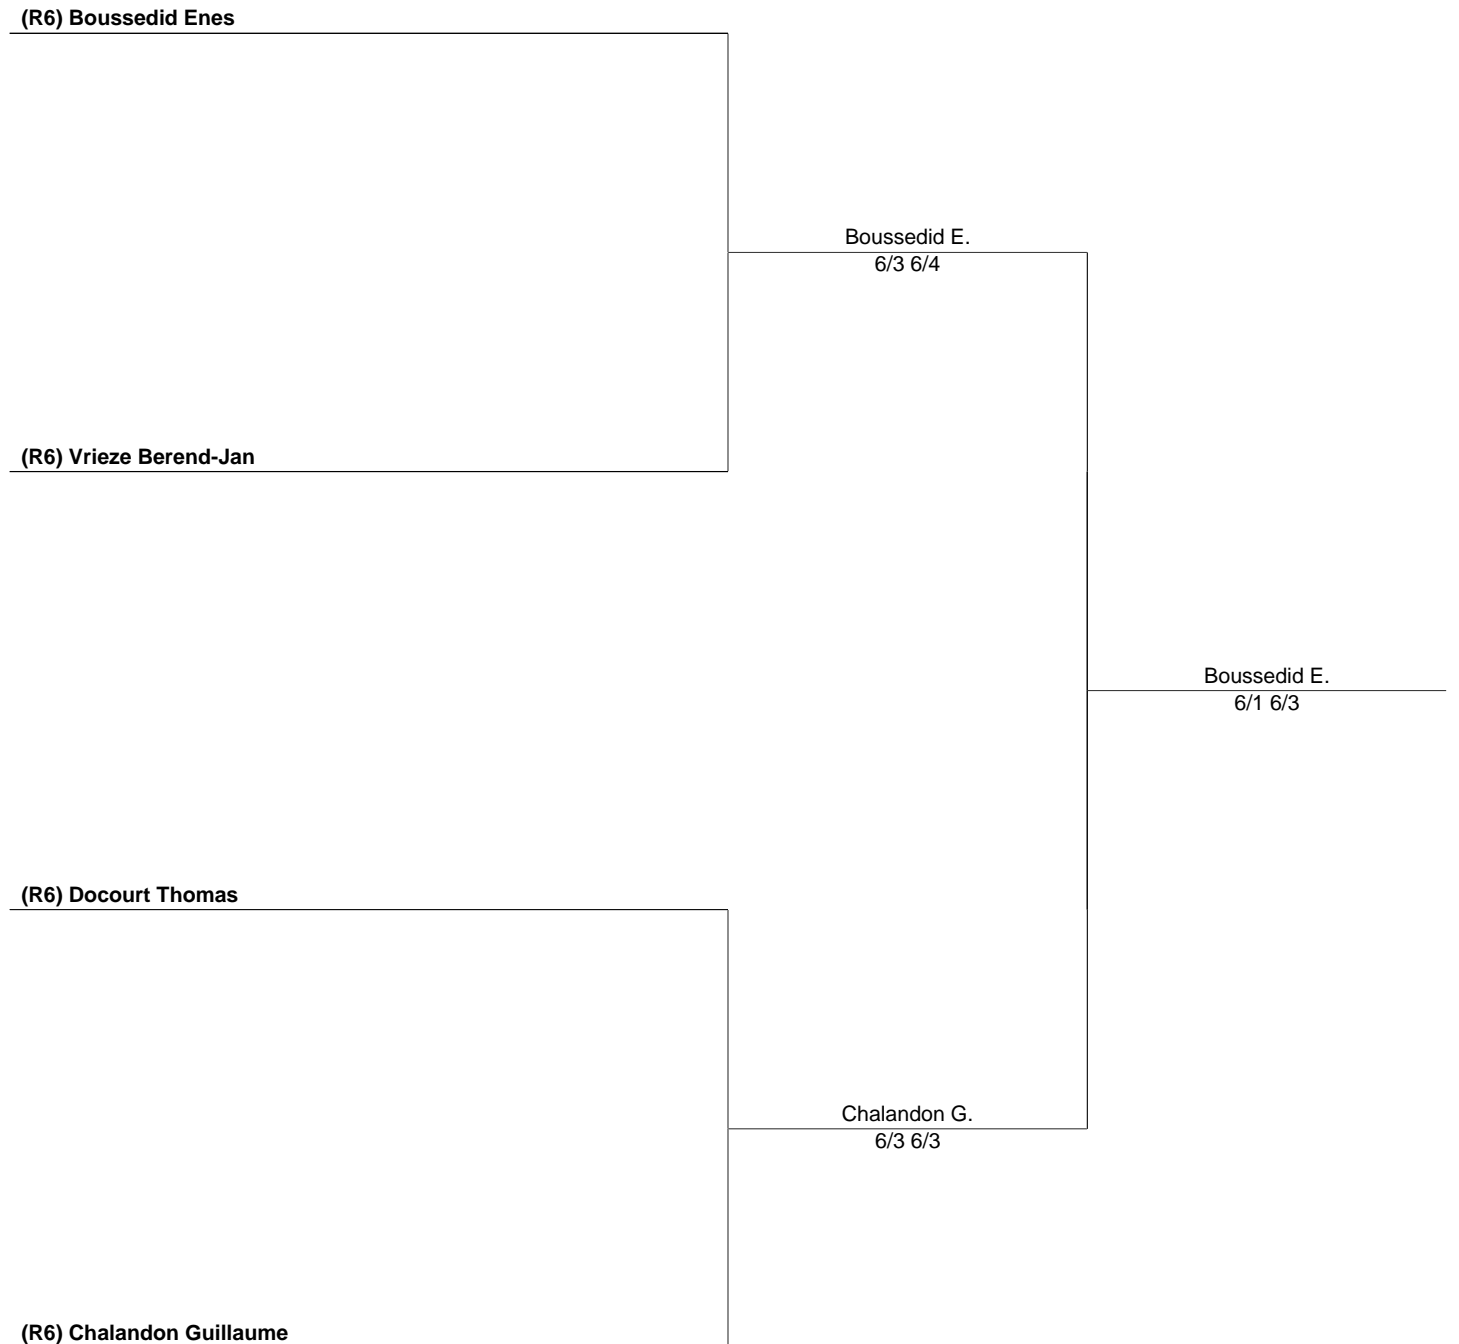 (R6) Boussedid Enes
Boussedid E.
6/3 6/4
(R6) Vrieze Berend-Jan
Boussedid E.
6/1 6/3
(R6) Docourt Thomas
Chalandon G.
6/3 6/3
(R6) Chalandon Guillaume